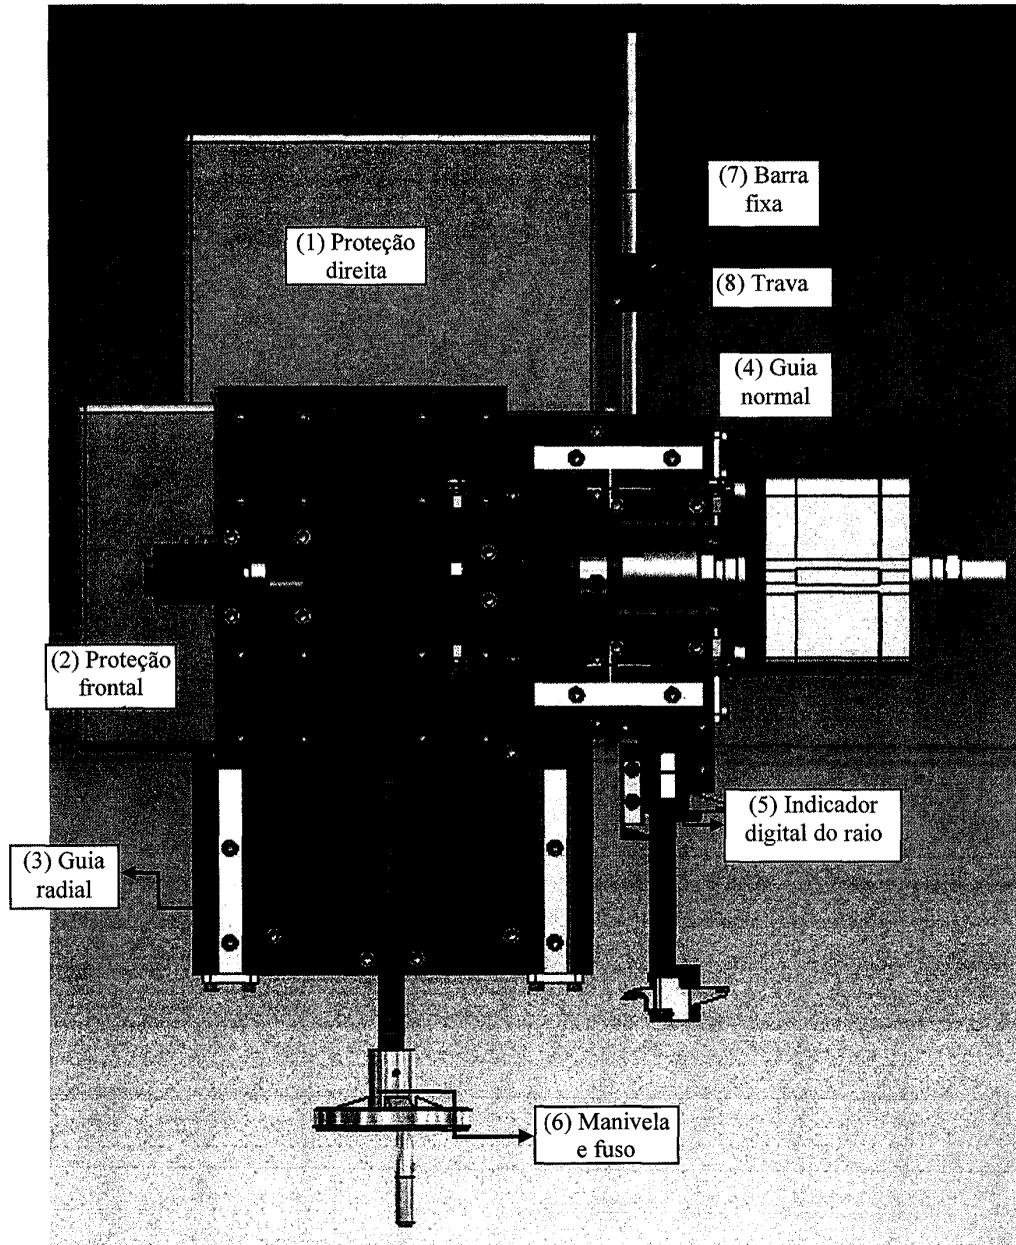 (7) Barra
fixa
(1) Proteção
direita
(8) Trava
(4) Guia
normal
(2) Proteção
frontal
(5) Indicador
digital do raio
(3) Guia
radial
(6) Manivela
e fuso